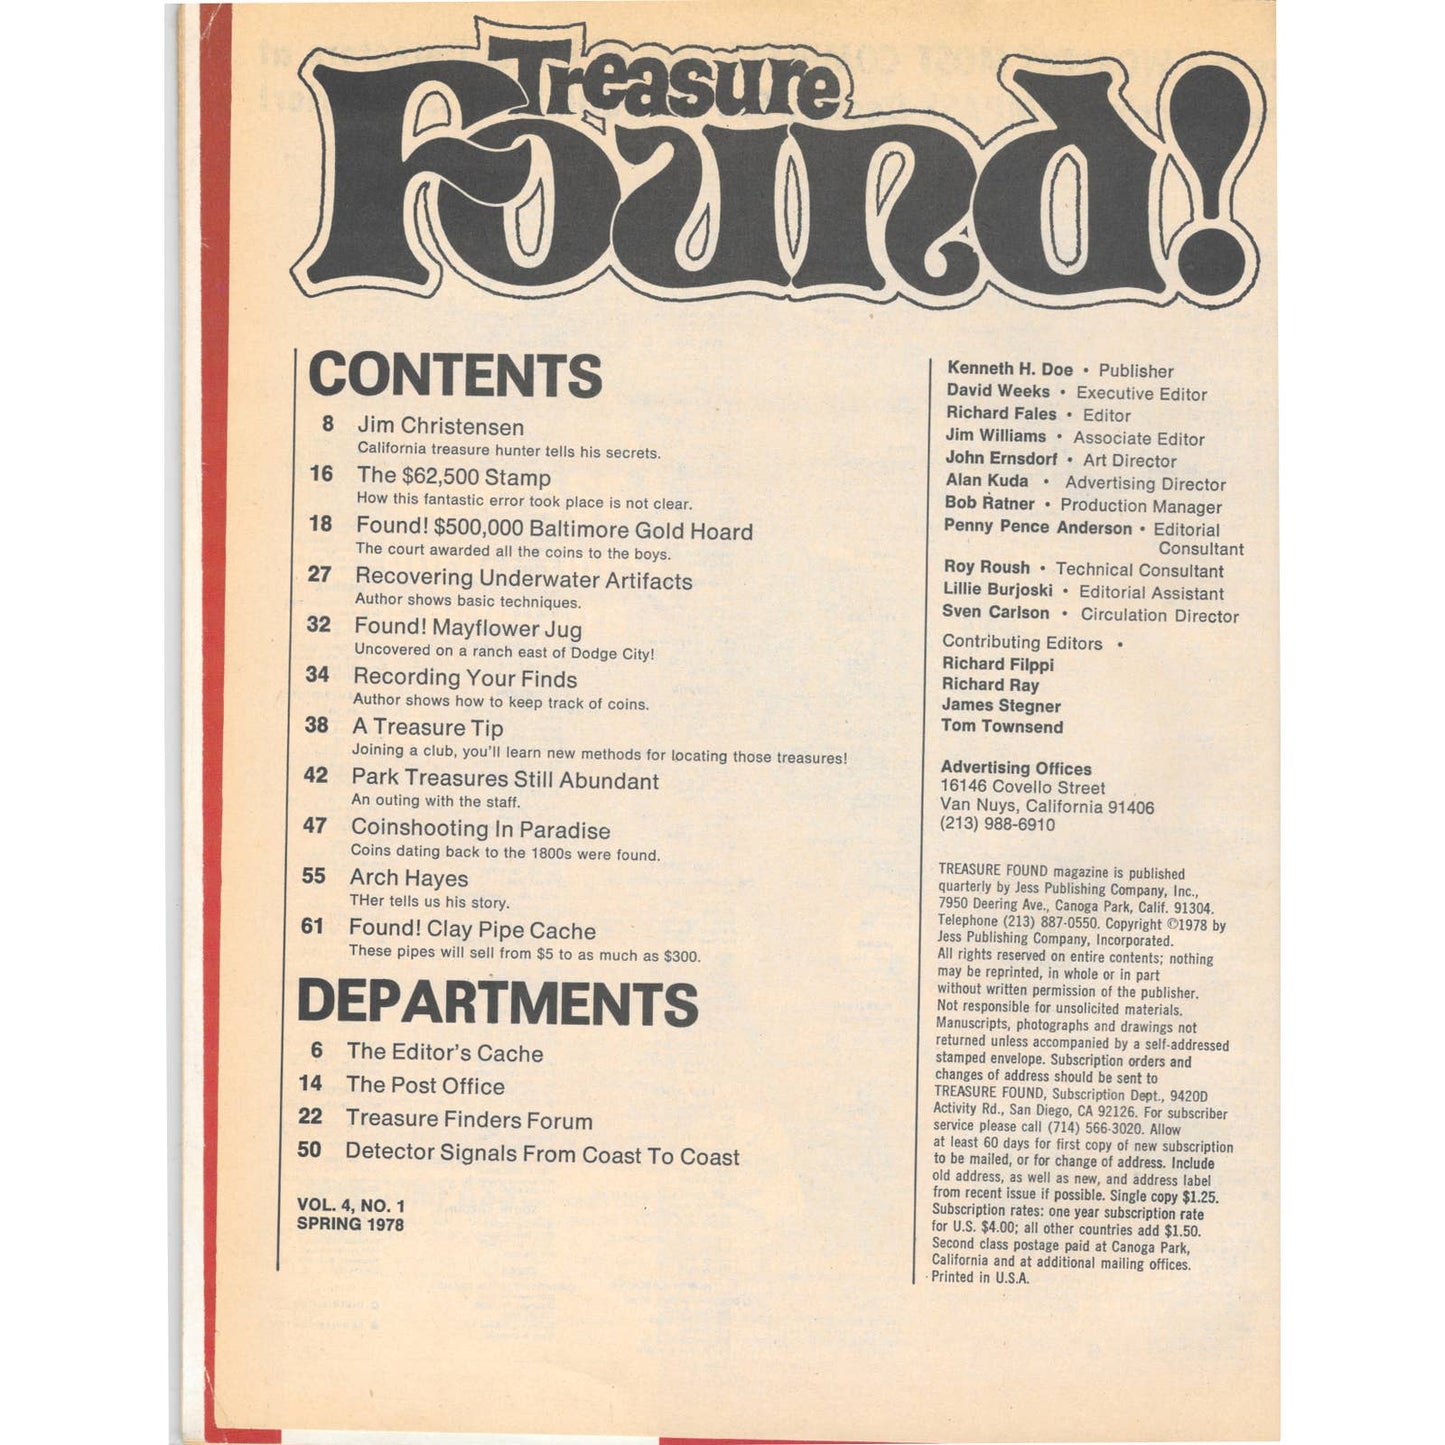 Treasure
Found!
CONTENTS
8 Jim Christensen
California treasure hunter tells his secrets.
16 The $62,500 Stamp
How this fantastic error took place is not clear.
18 Found! $500,000 Baltimore Gold Hoard
The court awarded all the coins to the boys.
27 Recovering Underwater Artifacts
Author shows basic techniques.
32 Found! Mayflower Jug
Uncovered on a ranch east of Dodge City!
34 Recording Your Finds
Author shows how to keep track of coins.
38 A Treasure Tip
Joining a club, you'll learn new methods for locating those treasures!
42 Park Treasures Still Abundant
An outing with the staff.
47 Coinshooting In Paradise
Coins dating back to the 1800s were found.
55 Arch Hayes
THer tells us his story.
61 Found! Clay Pipe Cache
These pipes will sell from $5 to as much as $300.
DEPARTMENTS
6 The Editor's Cache
14 The Post Office
22 Treasure Finders Forum
50 Detector Signals From Coast To Coast
VOL. 4, NO. 1
SPRING 1978
Kenneth H. Doe • Publisher
David Weeks • Executive Editor
Richard Fales • Editor
Jim Williams • Associate Editor
John Ernsdorf • Art Director
Alan Kuda • Advertising Director
Bob Ratner • Production Manager
Penny Pence Anderson • Editorial
Consultant
Roy Roush • Technical Consultant
Lillie Burjoski • Editorial Assistant
Sven Carlson • Circulation Director
Contributing Editors •
Richard Filppi
Richard Ray
James Stegner
Tom Townsend
Advertising Offices
16146 Covello Street
Van Nuys, California 91406
(213) 988-6910
TREASURE FOUND magazine is published
quarterly by Jess Publishing Company, Inc.,
7950 Deering Ave., Canoga Park, Calif. 91304.
Telephone (213) 887-0550. Copyright ©1978 by
Jess Publishing Company, Incorporated.
All rights reserved on entire contents; nothing
may be reprinted, in whole or in part
without written permission of the publisher.
Not responsible for unsolicited materials.
Manuscripts, photographs and drawings not
returned unless accompanied by a self-addressed
stamped envelope. Subscription orders and
changes of address should be sent to
TREASURE FOUND, Subscription Dept., 9420D
Activity Rd., San Diego, CA 92126. For subscriber
service please call (714) 566-3020. Allow
at least 60 days for first copy of new subscription
to be mailed, or for change of address. Include
old address, as well as new, and address label
from recent issue if possible. Single copy $1.25.
Subscription rates: one year subscription rate
for U.S. $4.00; all other countries add $1.50.
Second class postage paid at Canoga Park,
California and at additional mailing offices.
Printed in U.S.A.